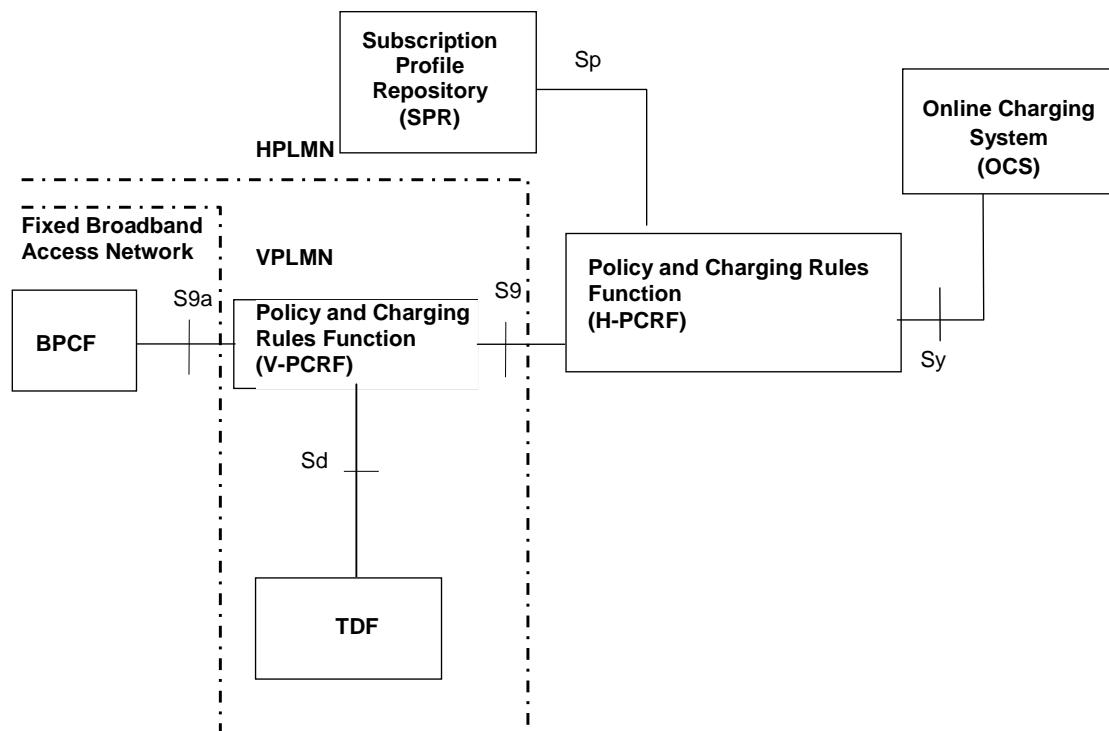 Subscription
Profile
Repository
(SPR)
Sp
Online Charging
System
(OCS)
HPLMN
Fixed Broadband
Access Network
VPLMN
S9a
S9
BPCF
Policy and Charging
Rules Function
(V-PCRF)
Policy and Charging Rules
Function
(H-PCRF)
Sy
Sd
TDF